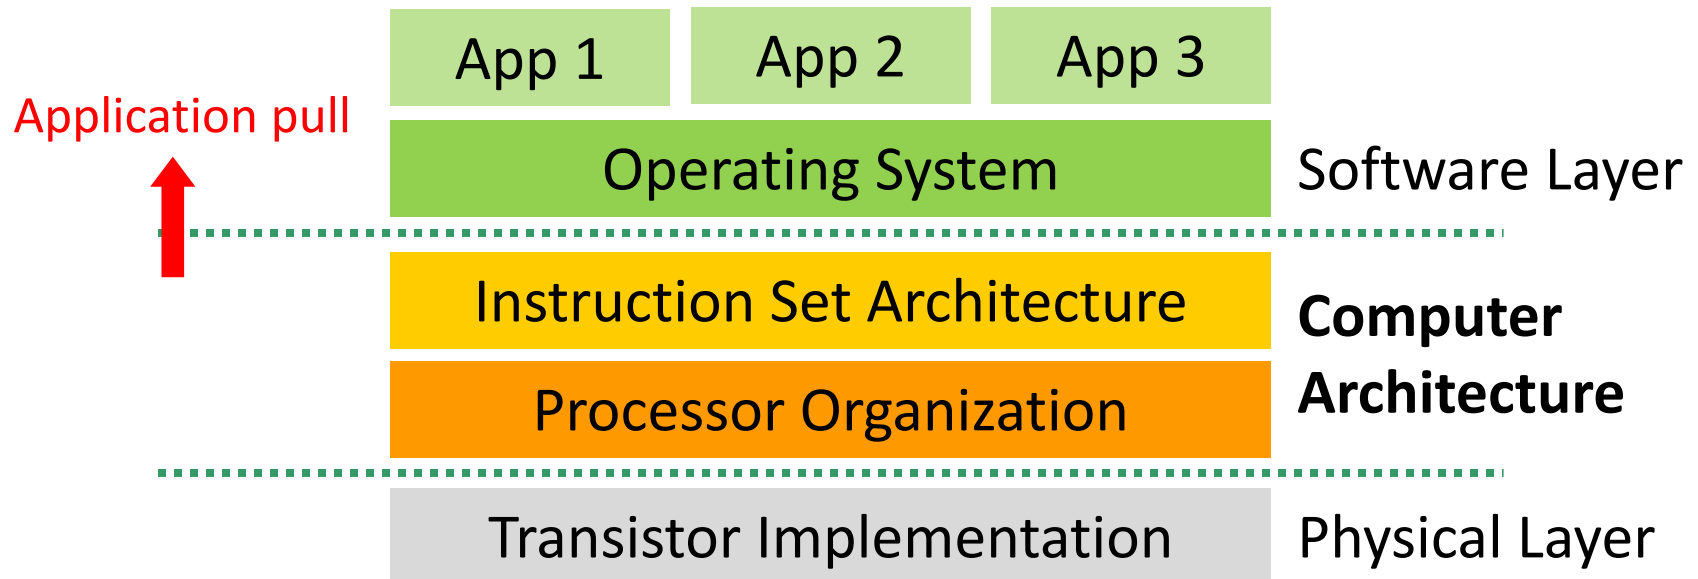 App 1
App 2
App 3
Application pull
Operating System
Software Layer
Instruction Set Architecture
Computer
Architecture
Processor Organization
Transistor Implementation
Physical Layer